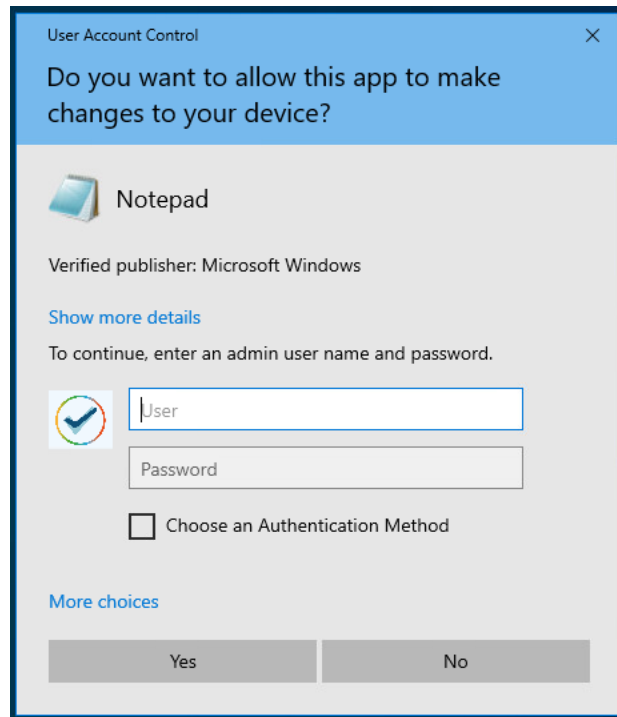 User Account Control
Do you want to allow this app to make
changes to your device?
Notepad
Verified publisher: Microsoft Windows
Show more details
To continue, enter an admin user name and password.
User
Password
Choose an Authentication Method
More choices
Yes
No